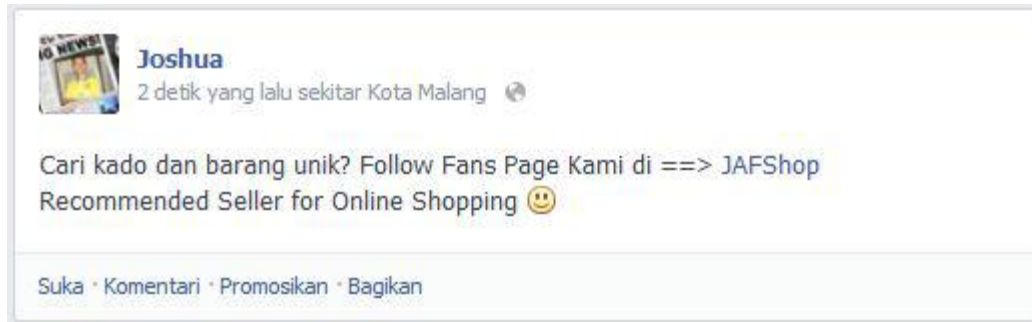 NEWS!
Joshua
2 detik yang lalu sekitar Kota Malang
Cari kado dan barang unik? Follow Fans Page Kami di ==> JAFShop
Recommended Seller for Online Shopping
Suka · Komentari · Promosikan · Bagikan